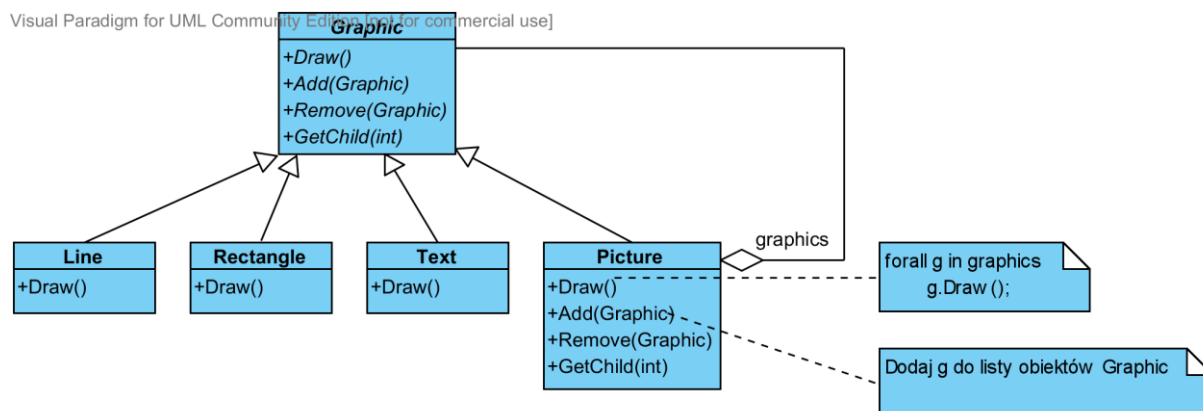 Visual Paradigm for UML Community Edition [not for commercial use]
Graphic
+Draw()
+Add(Graphic)
+Remove(Graphic)
+GetChild(int)
Line
+Draw()
Rectangle
+Draw()
Text
+Draw()
Picture
+Draw()
+Add(Graphic)
+Remove(Graphic)
+GetChild(int)
graphics
forall g in graphics
g.Draw ();
Dodaj g do listy obiektów Graphic